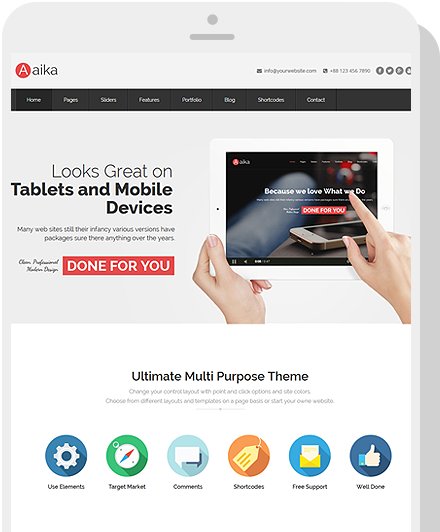 Aaika
info@yourwebsite.com +88 123 456 7890
Home Pages Sliders Features Portfolio Blog Shortcodes Contact
Looks Great on
Tablets and Mobile
Devices
Many web sites still their infancy various versions have
packages sure there anything over the years.
Clean, Professional
Modern Design
DONE FOR YOU
Aaika
Because we love What we Do
DONE FOR YOU
Ultimate Multi Purpose Theme
Change your control layout with point and click options and site colors.
Choose from different layouts and templates on a page basis or start your owne website.
Use Elements Target Market Comments Shortcodes Free Support Well Done